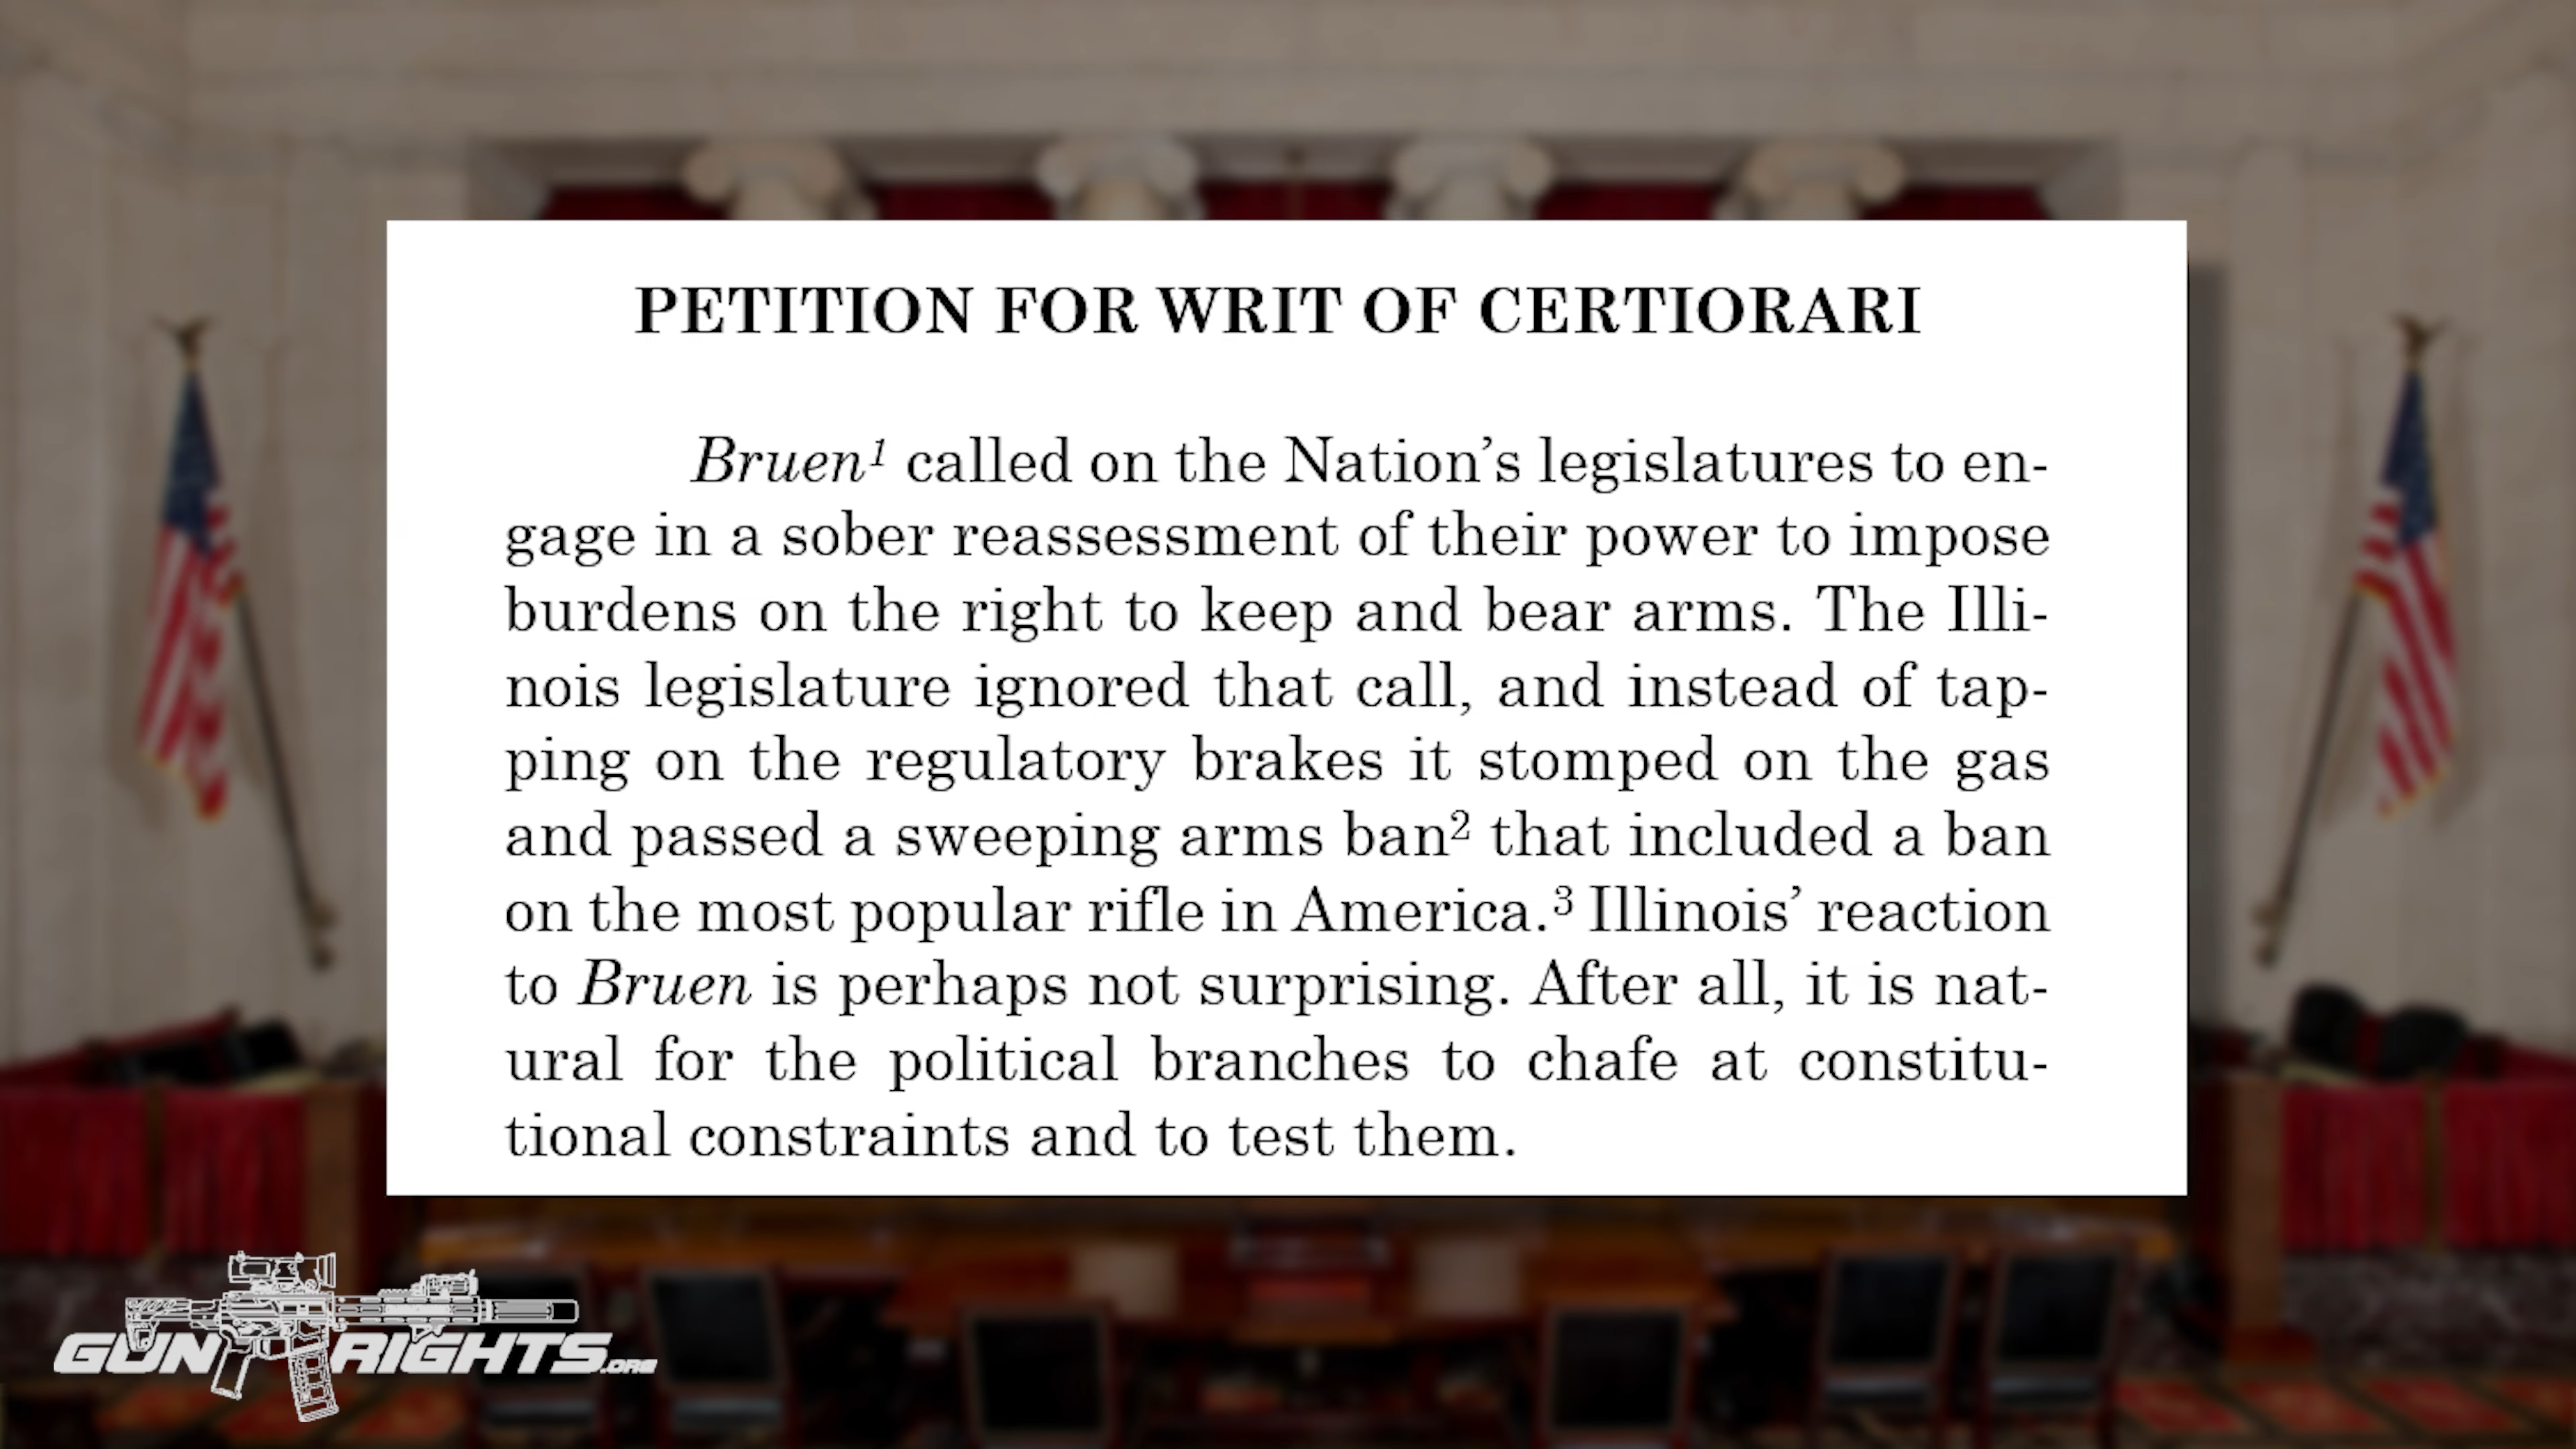 PETITION FOR WRIT OF CERTIORARI
Bruen¹ called on the Nation’s legislatures to en-
gage in a sober reassessment of their power to impose
burdens on the right to keep and bear arms. The Illi-
nois legislature ignored that call, and instead of tap-
ping on the regulatory brakes it stomped on the gas
and passed a sweeping arms ban² that included a ban
on the most popular rifle in America.³ Illinois’ reaction
to Bruen is perhaps not surprising. After all, it is nat-
ural for the political branches to chafe at constitu-
tional constraints and to test them.
GUN RIGHTS.ORG